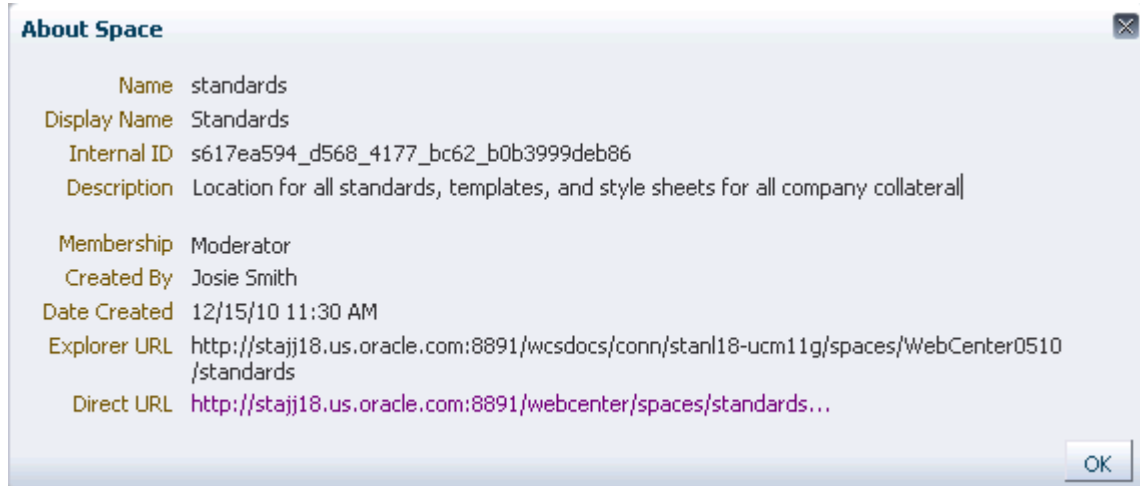 About Space
Name standards
Display Name Standards
Internal ID s617ea594_d568_4177_bc62_b0b3999deb86
Description Location for all standards, templates, and style sheets for all company collateral
Membership Moderator
Created By Josie Smith
Date Created 12/15/10 11:30 AM
Explorer URL http://stajj18.us.oracle.com:8891/wcsdocs/conn/stanl18-ucm11g/spaces/WebCenter0510
/standards
Direct URL http://stajj18.us.oracle.com:8891/webcenter/spaces/standards...
OK